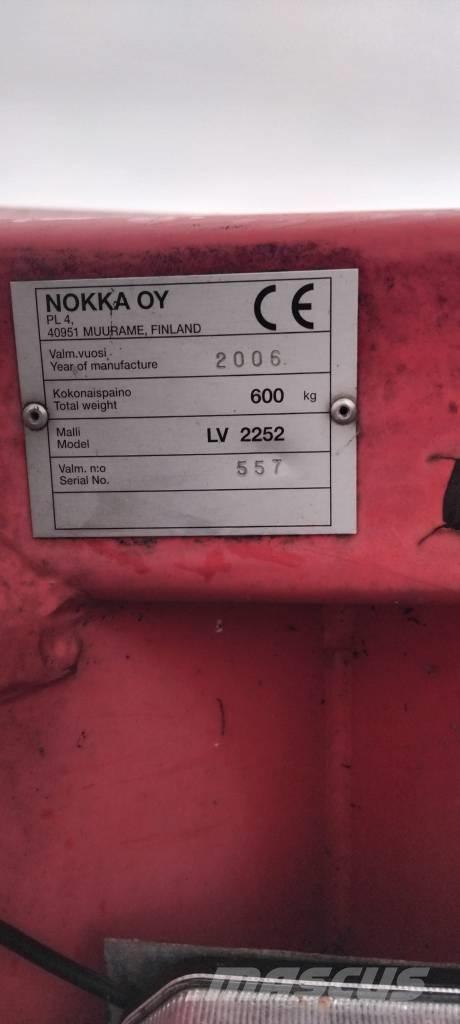 NOKKA OY
PL 4,
40951 MUURAME, FINLAND
CE
Valm.vuosi
Year of manufacture 2006
Kokonaispaino
Total weight 600 kg
Malli
Model LV 2252
Valm. n:o
Serial No. 557
MASCUS